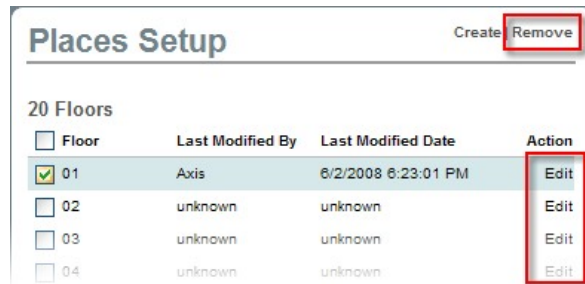 Places Setup
Create | Remove
20 Floors
Floor Last Modified By Last Modified Date Action
01 Axis 6/2/2008 6:23:01 PM Edit
02 unknown unknown Edit
03 unknown unknown Edit
04 unknown unknown Edit